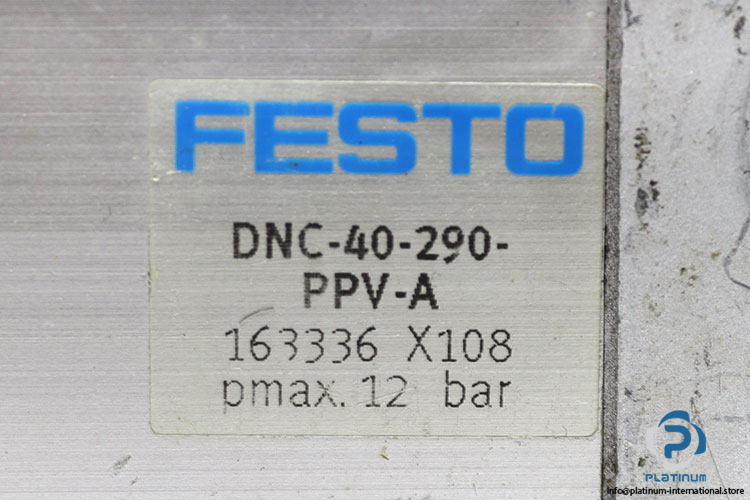 FESTO
DNC-40-290-
PPV-A
163336 X108
pmax. 12 bar
PLATINUM
info@platinum-international.store